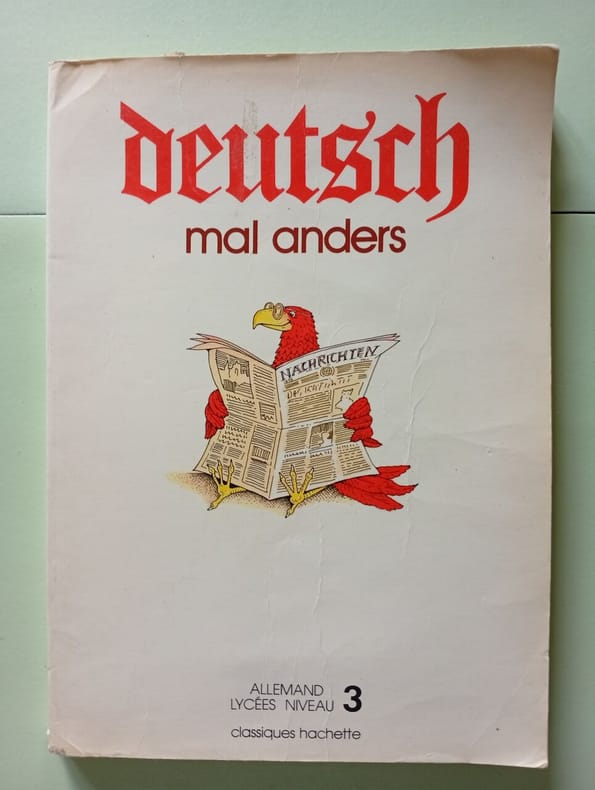 deutsch
mal anders
NACHRICHTEN
ALLEMAND
LYCÉES NIVEAU 3
classiques hachette